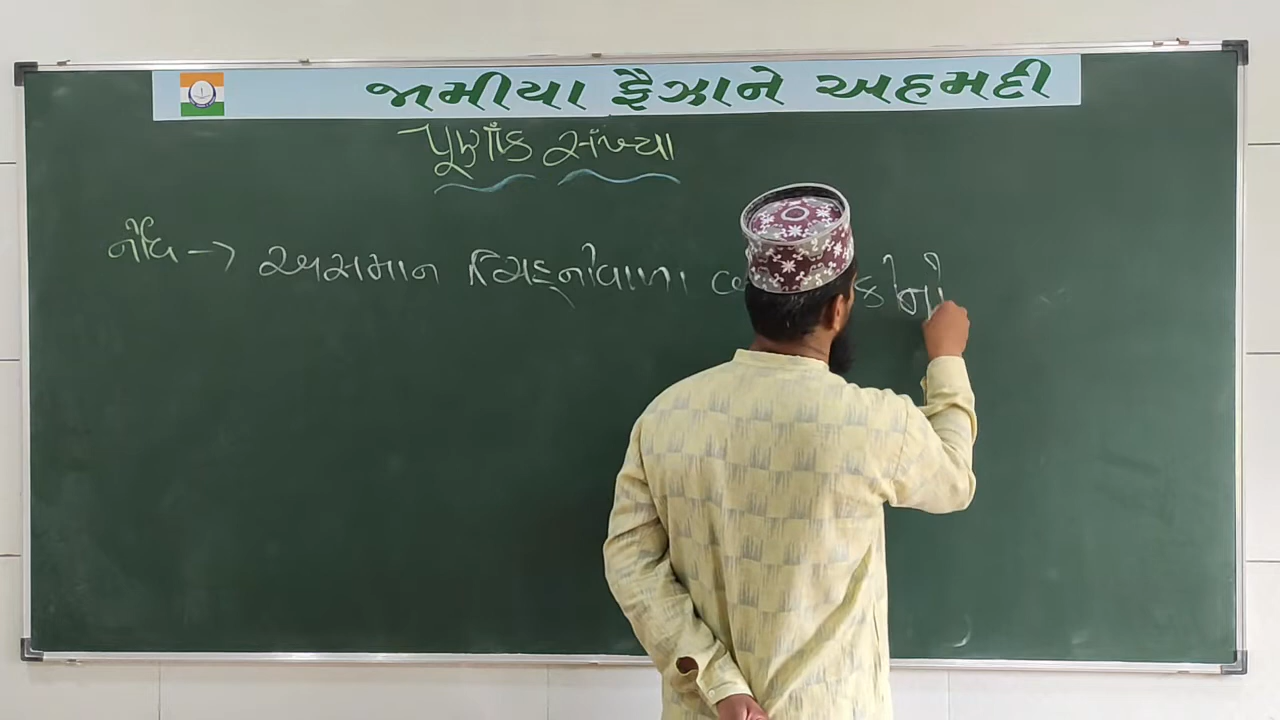 જામીયા ફૈઝાને અહમદી
પૂર્ણાંક સંખ્યા
નોંધ → અસમાન ચિહ્નોવાળા